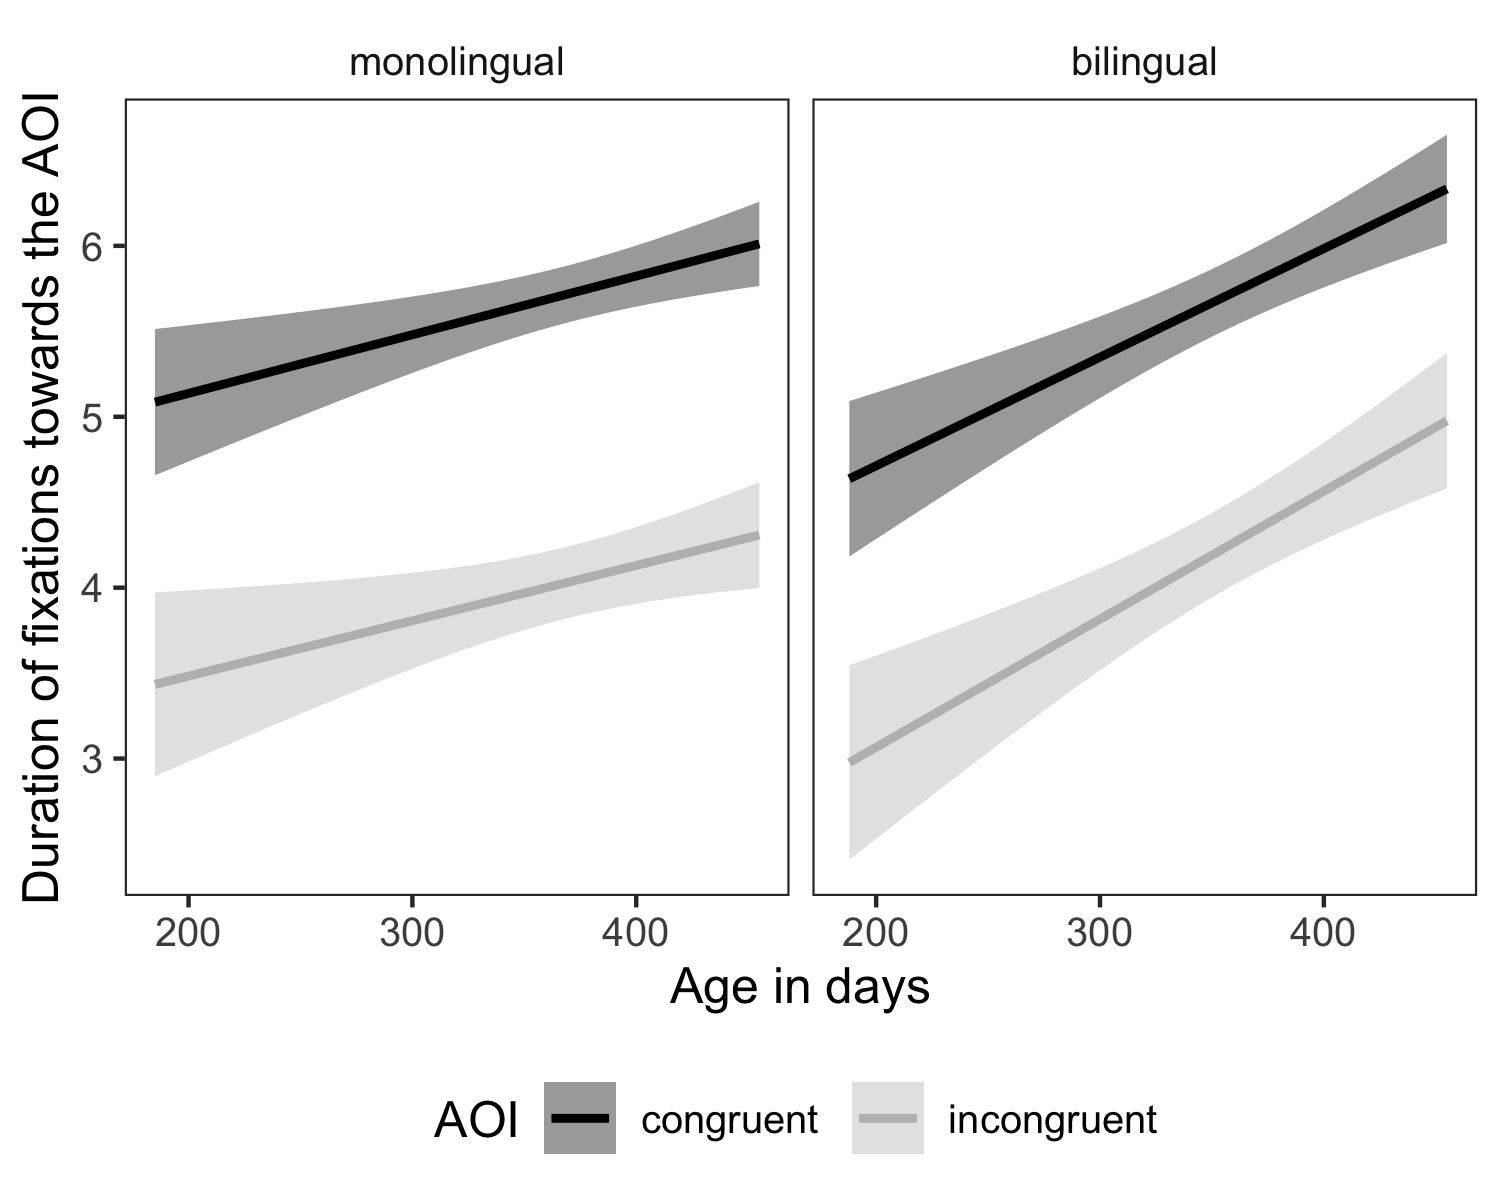 monolingual
bilingual
Duration of fixations towards the AOI
6
5
4
3
200 300 400
200 300 400
Age in days
AOI congruent incongruent